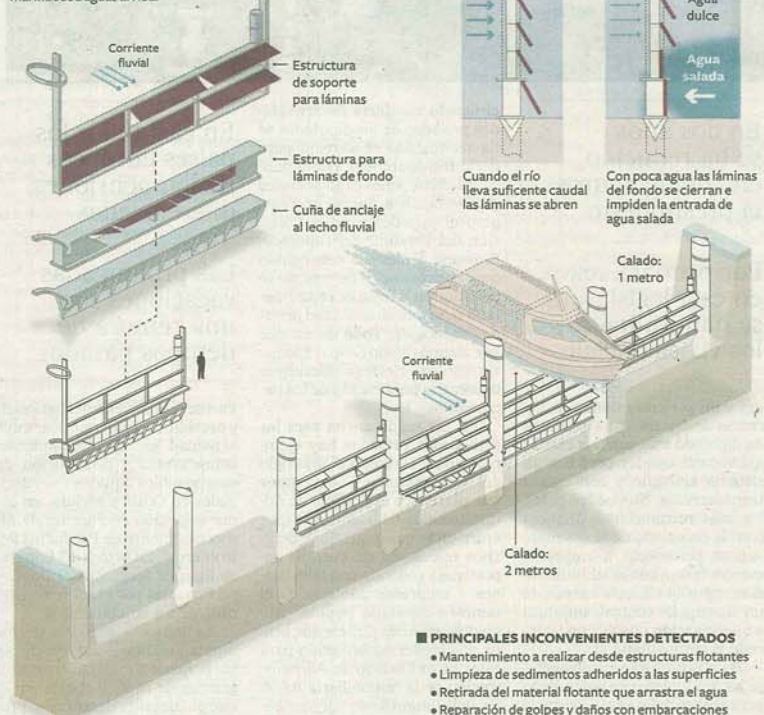 Corriente
fluvial
Estructura
de soporte
para láminas
Estructura para
láminas de fondo
Cuña de anclaje
al lecho fluvial
Agua
dulce
Agua
salada
Cuando el río
lleva suficente caudal
las láminas se abren
Con poca agua las láminas
del fondo se cierran e
impiden la entrada de
agua salada
Calado:
1 metro
Corriente
fluvial
Calado:
2 metros
■ PRINCIPALES INCONVENIENTES DETECTADOS
• Mantenimiento a realizar desde estructuras flotantes
• Limpieza de sedimentos adheridos a las superficies
• Retirada del material flotante que arrastra el agua
• Reparación de golpes y daños con embarcaciones